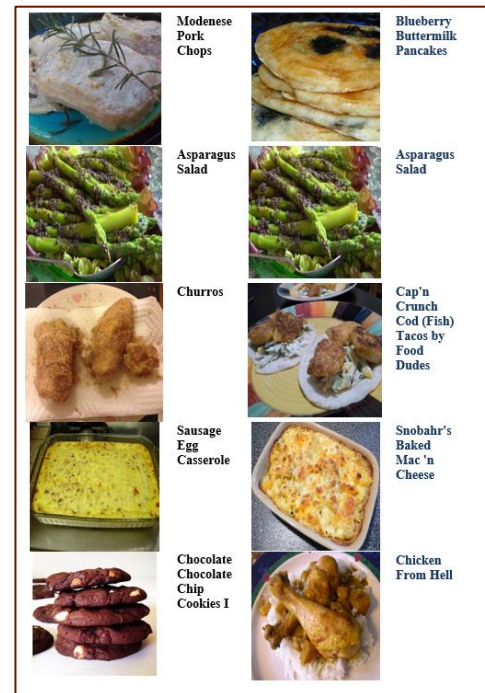 Modenese
Pork
Chops
Blueberry
Buttermilk
Pancakes
Asparagus
Salad
Asparagus
Salad
Churros
Cap'n
Crunch
Cod (Fish)
Tacos by
Food
Dudes
Sausage
Egg
Casserole
Snobahr's
Baked
Mac 'n
Cheese
Chocolate
Chocolate
Chip
Cookies I
Chicken
From Hell